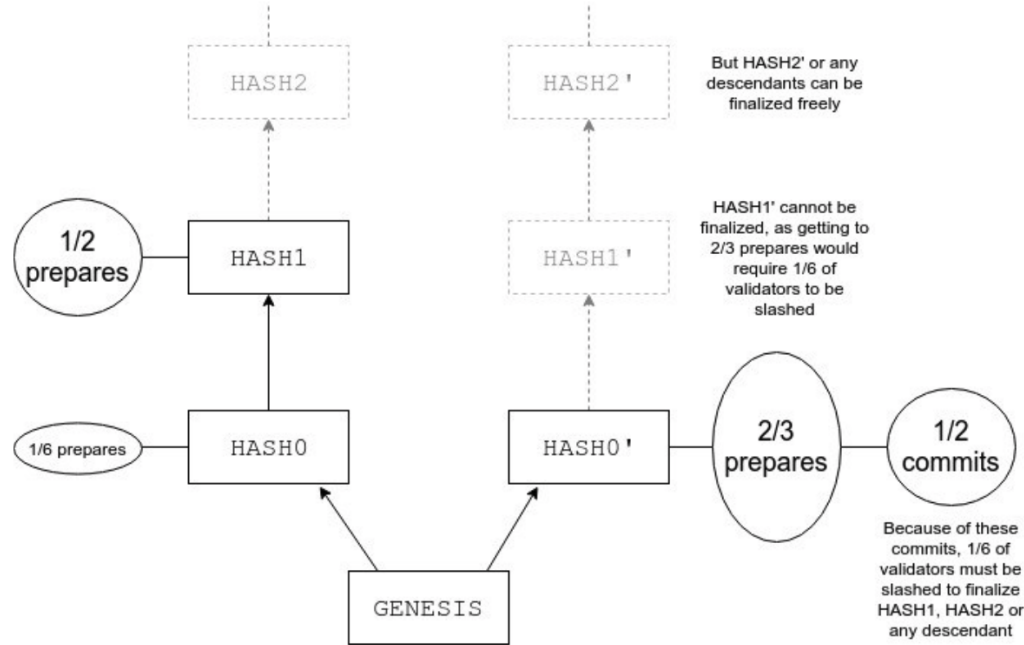 HASH2
HASH2'
But HASH2' or any
descendants can be
finalized freely
1/2
prepares
HASH1
HASH1'
HASH1' cannot be
finalized, as getting to
2/3 prepares would
require 1/6 of
validators to be
slashed
1/6 prepares
HASH0
HASH0'
2/3
prepares
1/2
commits
Because of these
commits, 1/6 of
validators must be
slashed to finalize
HASH1, HASH2 or
any descendant
GENESIS